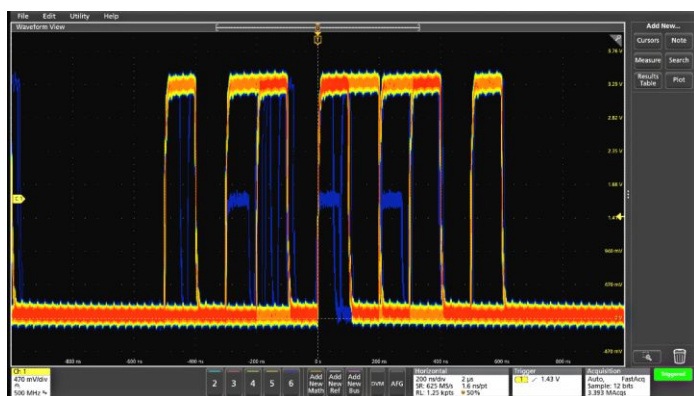 File Edit Utility Help
Waveform View
Add New...
Cursors Note
Measure Search
Results Table Plot
3.76 V
3.29 V
2.82 V
2.35 V
1.88 V
940 mV
470 mV
-470 mV
C1
-800 ns -600 ns -400 ns -200 ns 0 s 200 ns 400 ns 600 ns 800 ns
Ch 1
470 mV/div
500 MHz
2 3 4 5 6
Add New Math
Add New Ref
Add New Bus
DVM AFG
Horizontal
200 ns/div 2 µs
SR: 625 MS/s 1.6 ns/pt
RL: 1.25 kpts 50%
Trigger
1 1.43 V
Acquisition
Auto, FastAcq
Sample: 12 bits
3.393 MAcqs
Triggered